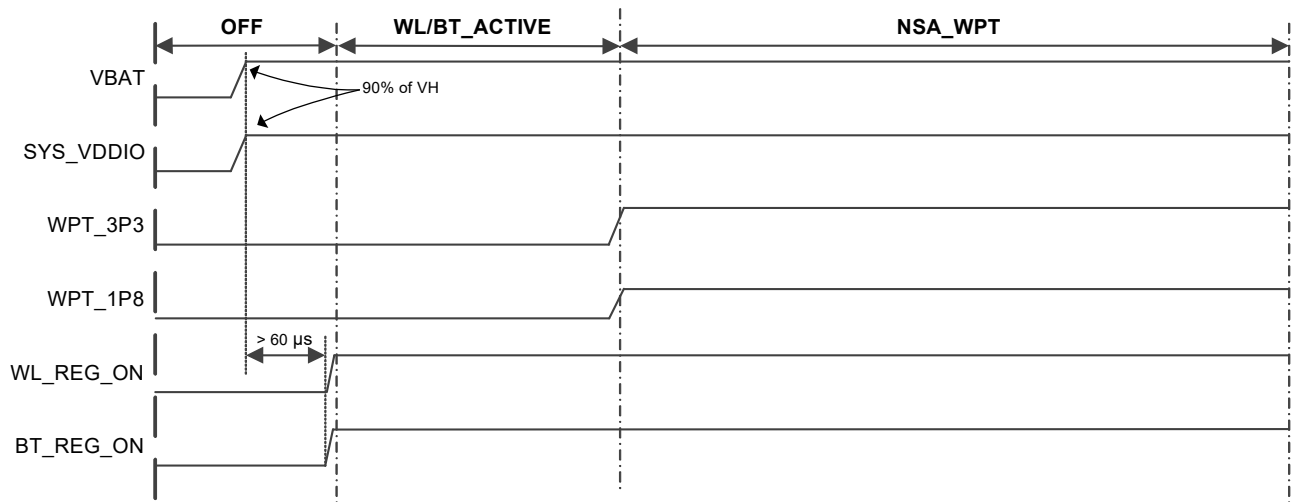 OFF WL/BT_ACTIVE NSA_WPT
VBAT
90% of VH
SYS_VDDIO
WPT_3P3
WPT_1P8
> 60 µs
WL_REG_ON
BT_REG_ON